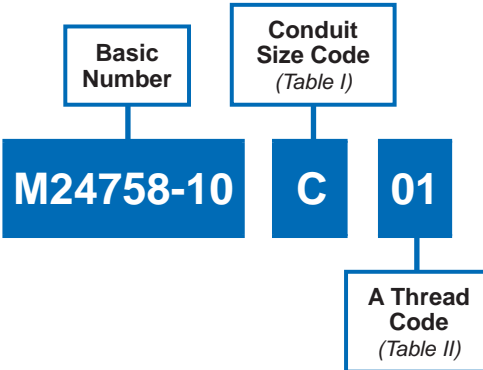 Basic
Number
Conduit
Size Code
(Table I)
M24758-10
C
01
A Thread
Code
(Table II)